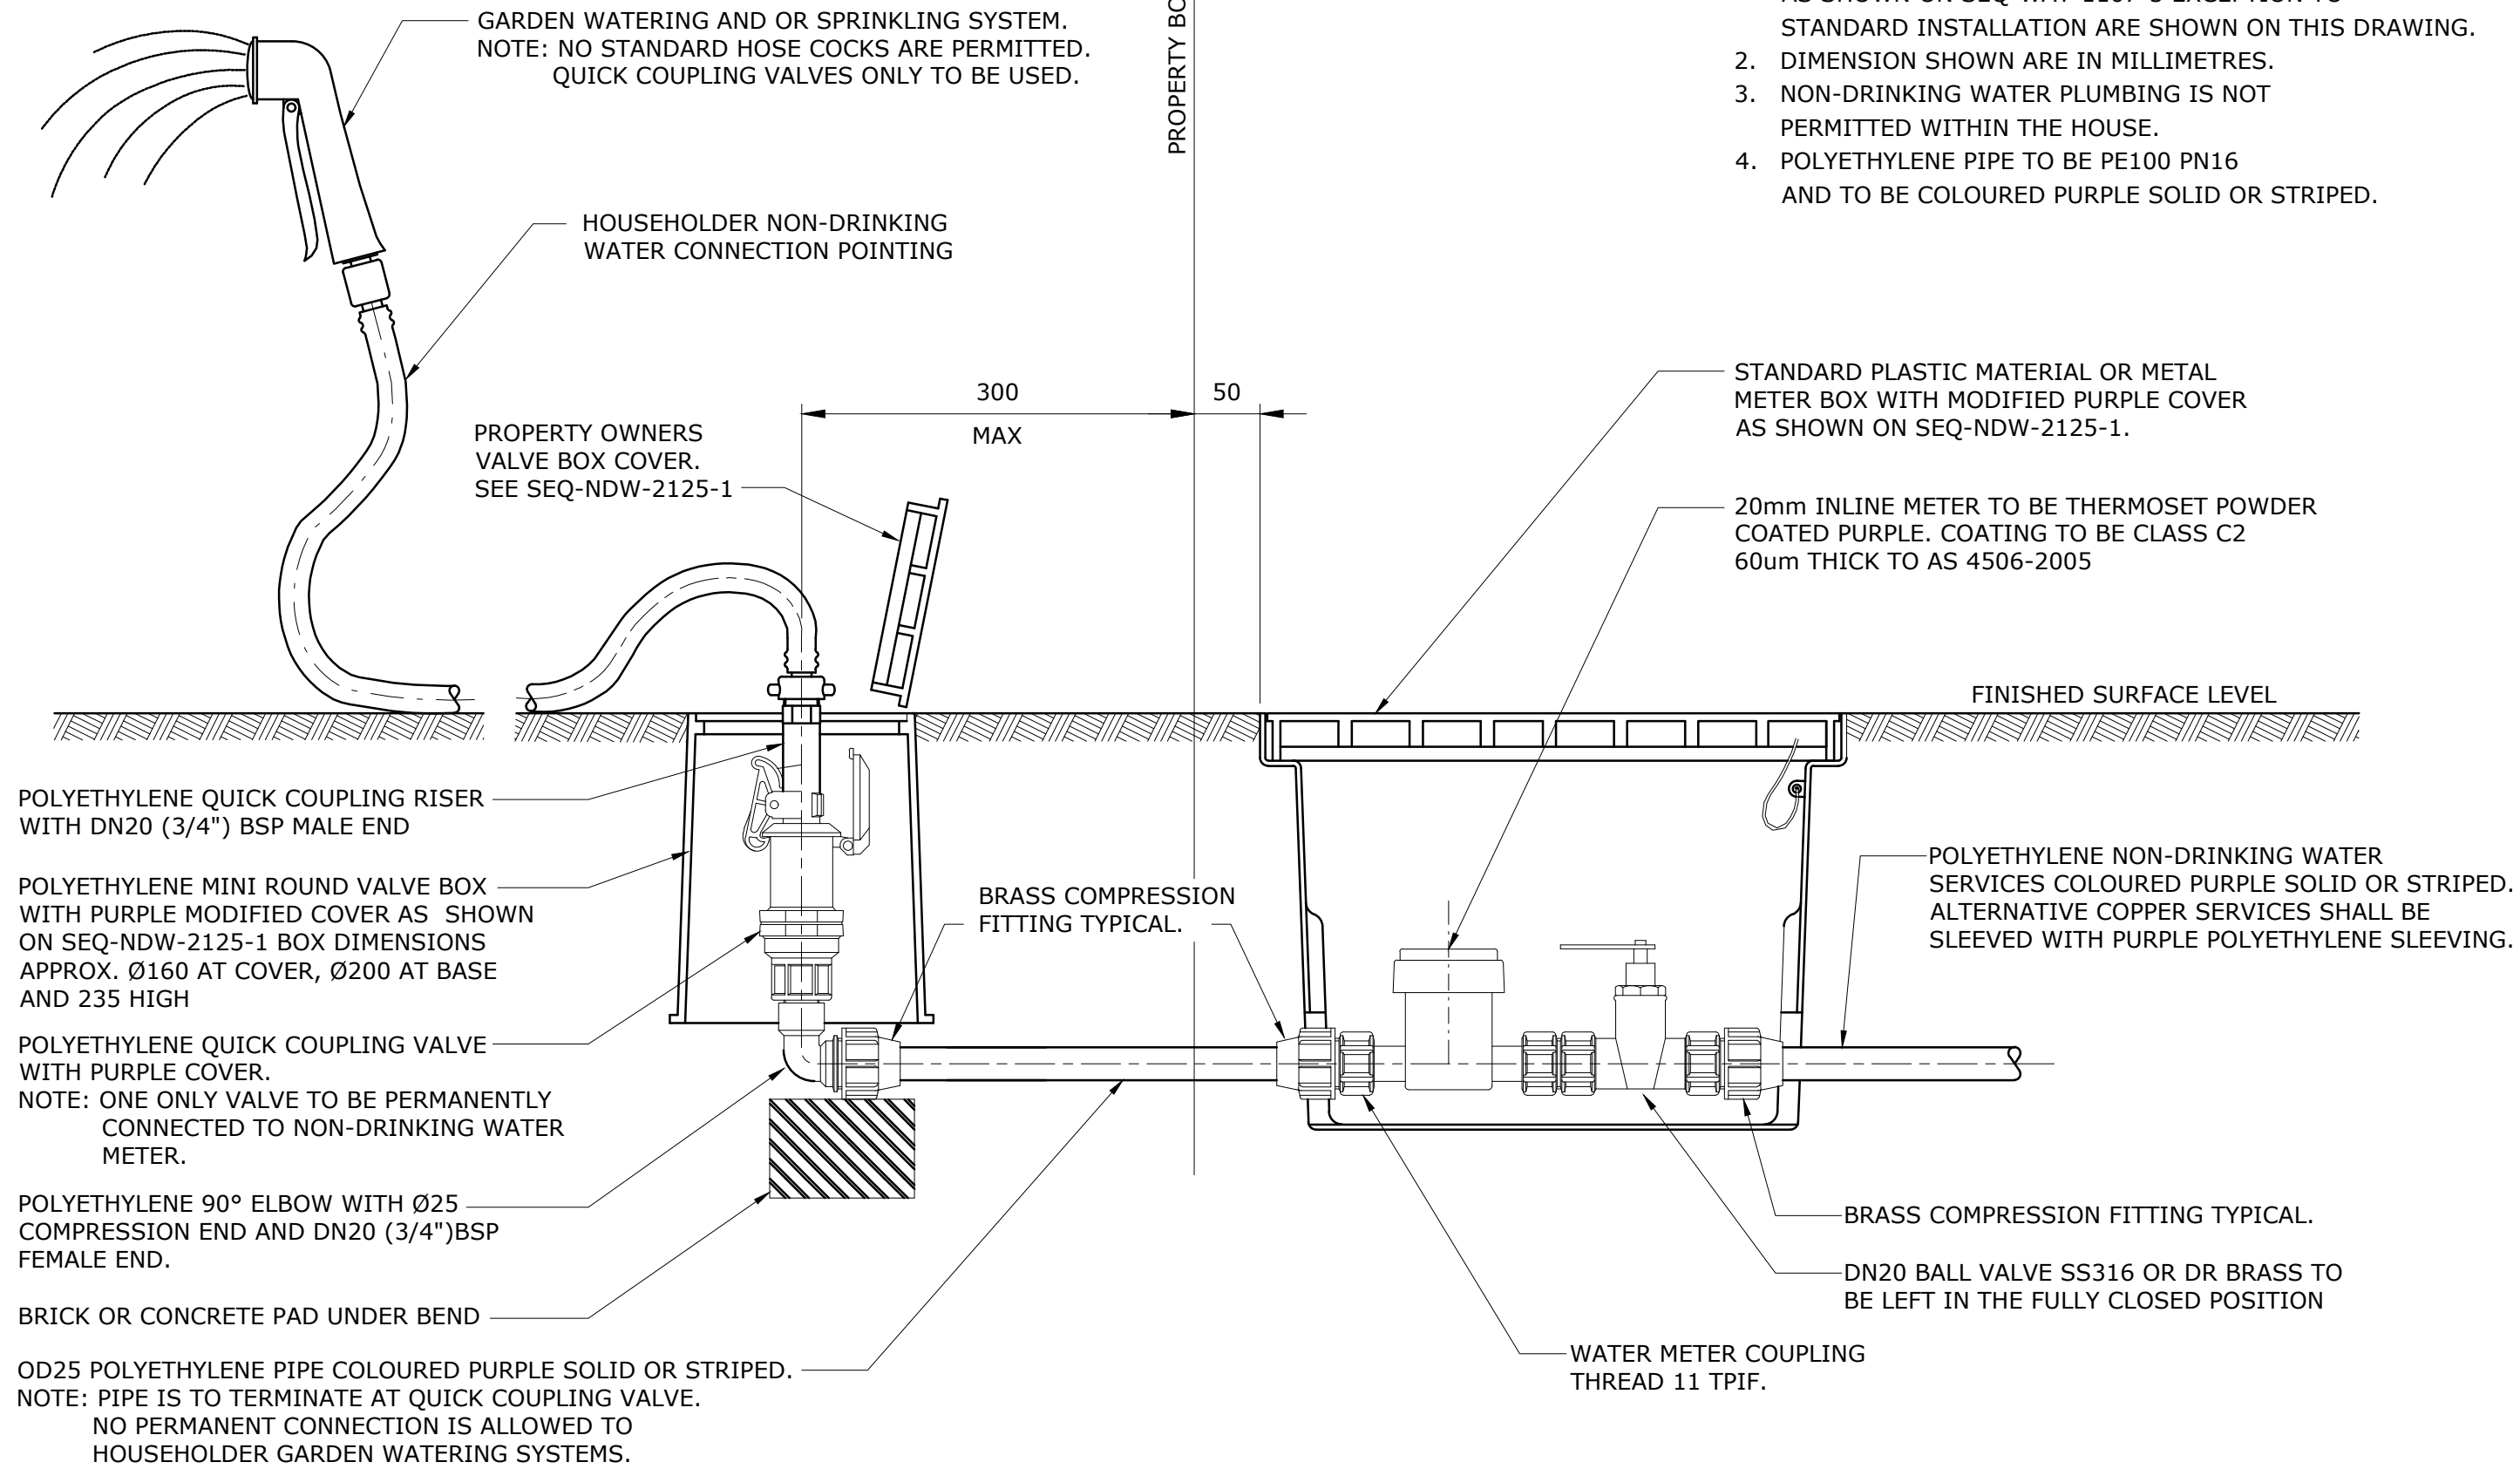 GARDEN WATERING AND OR SPRINKLING SYSTEM.
NOTE: NO STANDARD HOSE COCKS ARE PERMITTED.
QUICK COUPLING VALVES ONLY TO BE USED.
PROPERTY
STANDARD INSTALLATION ARE SHOWN ON THIS DRAWING.
2. DIMENSION SHOWN ARE IN MILLIMETRES.
3. NON-DRINKING WATER PLUMBING IS NOT
PERMITTED WITHIN THE HOUSE.
4. POLYETHYLENE PIPE TO BE PE100 PN16
AND TO BE COLOURED PURPLE SOLID OR STRIPED.
HOUSEHOLDER NON-DRINKING
WATER CONNECTION POINTING
300
MAX
50
PROPERTY OWNERS
VALVE BOX COVER.
SEE SEQ-NDW-2125-1
STANDARD PLASTIC MATERIAL OR METAL
METER BOX WITH MODIFIED PURPLE COVER
AS SHOWN ON SEQ-NDW-2125-1.
20mm INLINE METER TO BE THERMOSET POWDER
COATED PURPLE. COATING TO BE CLASS C2
60um THICK TO AS 4506-2005
FINISHED SURFACE LEVEL
POLYETHYLENE QUICK COUPLING RISER
WITH DN20 (3/4") BSP MALE END
POLYETHYLENE MINI ROUND VALVE BOX
WITH PURPLE MODIFIED COVER AS SHOWN
ON SEQ-NDW-2125-1 BOX DIMENSIONS
APPROX. Ø160 AT COVER, Ø200 AT BASE
AND 235 HIGH
BRASS COMPRESSION
FITTING TYPICAL.
POLYETHYLENE NON-DRINKING WATER
SERVICES COLOURED PURPLE SOLID OR STRIPED.
ALTERNATIVE COPPER SERVICES SHALL BE
SLEEVED WITH PURPLE POLYETHYLENE SLEEVING.
POLYETHYLENE QUICK COUPLING VALVE
WITH PURPLE COVER.
NOTE: ONE ONLY VALVE TO BE PERMANENTLY
CONNECTED TO NON-DRINKING WATER
METER.
POLYETHYLENE 90° ELBOW WITH Ø25
COMPRESSION END AND DN20 (3/4")BSP
FEMALE END.
BRASS COMPRESSION FITTING TYPICAL.
DN20 BALL VALVE SS316 OR DR BRASS TO
BE LEFT IN THE FULLY CLOSED POSITION
BRICK OR CONCRETE PAD UNDER BEND
WATER METER COUPLING
THREAD 11 TPIF.
OD25 POLYETHYLENE PIPE COLOURED PURPLE SOLID OR STRIPED.
NOTE: PIPE IS TO TERMINATE AT QUICK COUPLING VALVE.
NO PERMANENT CONNECTION IS ALLOWED TO
HOUSEHOLDER GARDEN WATERING SYSTEMS.